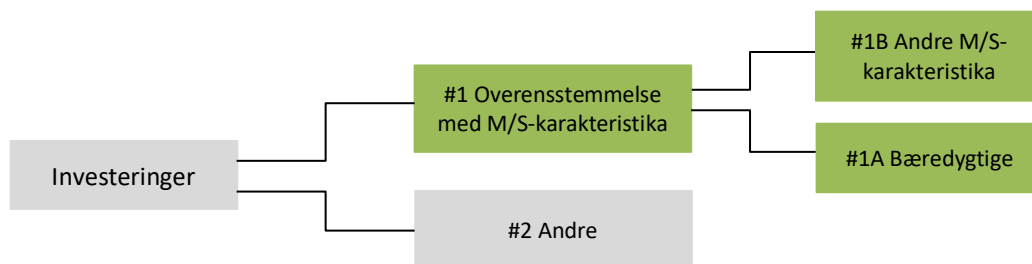 #1B Andre M/S-
karakteristika
#1 Overensstemmelse
med M/S-karakteristika
#1A Bæredygtige
Investeringer
#2 Andre